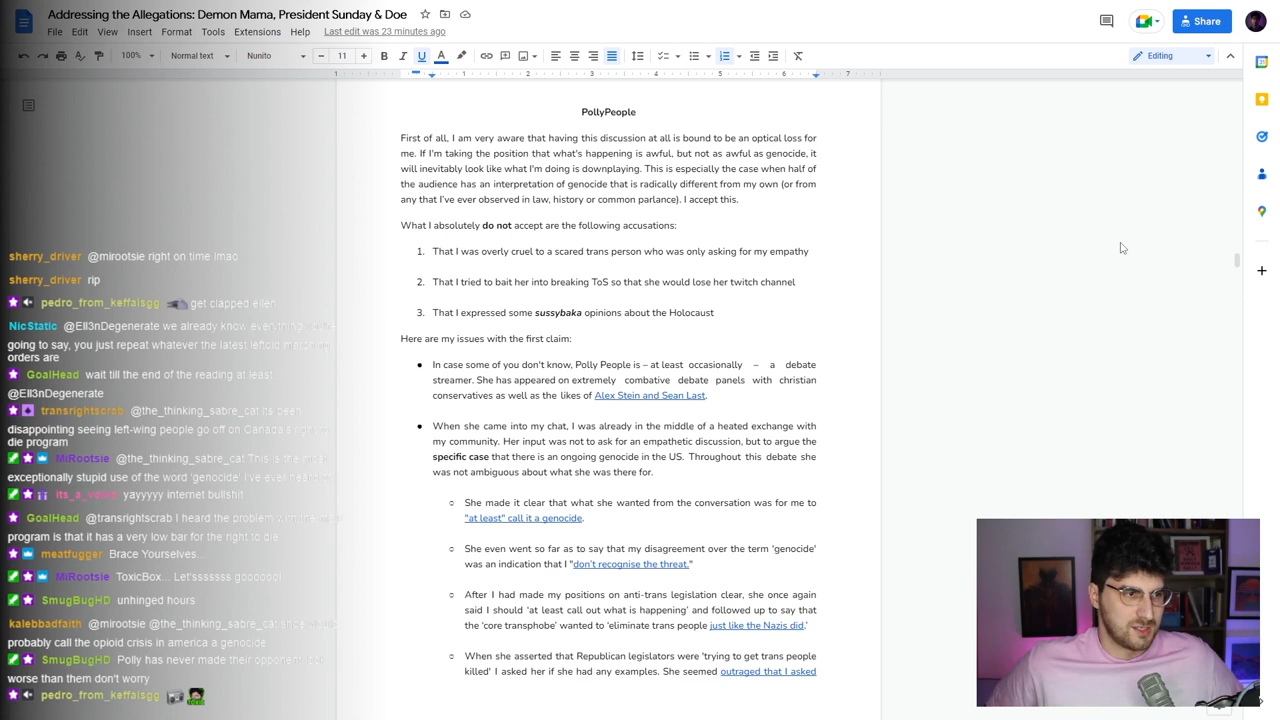 Addressing the Allegations: Demon Mama, President Sunday & Doe
File Edit View Insert Format Tools Extensions Help Last edit was 23 minutes ago
Share
100% Normal text Nunito 11 Editing
PollyPeople
First of all, I am very aware that having this discussion at all is bound to be an optical loss for
me. If I'm taking the position that what's happening is awful, but not as awful as genocide, it
will inevitably look like what I'm doing is downplaying. This is especially the case when half of
the audience has an interpretation of genocide that is radically different from my own (or from
any that I've ever observed in law, history or common parlance). I accept this.
What I absolutely do not accept are the following accusations:
1. That I was overly cruel to a scared trans person who was only asking for my empathy
2. That I tried to bait her into breaking ToS so that she would lose her twitch channel
3. That I expressed some sussybaka opinions about the Holocaust
Here are my issues with the first claim:
● In case some of you don't know, Polly People is – at least occasionally – a debate
streamer. She has appeared on extremely combative debate panels with christian
conservatives as well as the likes of Alex Stein and Sean Last.
● When she came into my chat, I was already in the middle of a heated exchange with
my community. Her input was not to ask for an empathetic discussion, but to argue the
specific case that there is an ongoing genocide in the US. Throughout this debate she
was not ambiguous about what she was there for.
○ She made it clear that what she wanted from the conversation was for me to
"at least" call it a genocide.
○ She even went so far as to say that my disagreement over the term 'genocide'
was an indication that I "don't recognise the threat."
○ After I had made my positions on anti-trans legislation clear, she once again
said I should 'at least call out what is happening' and followed up to say that
the 'core transphobe' wanted to 'eliminate trans people just like the Nazis did.'
○ When she asserted that Republican legislators were 'trying to get trans people
killed' I asked her if she had any examples. She seemed outraged that I asked
sherry_driver @mirootsie right on time lmao
sherry_driver rip
pedro_from_keffalsgg get clapped ellen
NicStatic @Ell3nDegenerate we already know everything
going to say, you just repeat whatever the latest leftoid marching
orders are
GoalHead wait till the end of the reading at least
@Ell3nDegenerate
transrightscrab @the_thinking_sabre_cat its been
disappointing seeing left-wing people go off on Canada's right to
die program
MiRootsie @the_thinking_sabre_cat This is the most
exceptionally stupid use of the word 'genocide' I've ever heard
its_a_ yayyyyy internet bullshit
GoalHead @transrightscrab I heard the problem with the
program is that it has a very low bar for the right to die
meatfugger Brace Yourselves...
MiRootsie ToxicBox... Let'sssssss gooooooo!
SmugBugHD unhinged hours
kalebbadfaith @mirootsie @the_thinking_sabre_cat
probably call the opioid crisis in america a genocide
SmugBugHD Polly has never made their opponent look
worse than them don't worry
pedro_from_keffalsgg